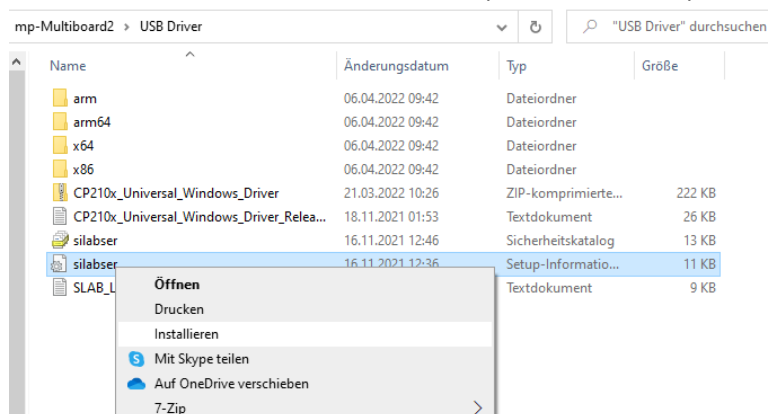 mp-Multiboard2 > USB Driver "USB Driver" durchsuchen
Name Änderungsdatum Typ Größe
arm 06.04.2022 09:42 Dateiordner
arm64 06.04.2022 09:42 Dateiordner
x64 06.04.2022 09:42 Dateiordner
x86 06.04.2022 09:42 Dateiordner
CP210x_Universal_Windows_Driver 21.03.2022 10:26 ZIP-komprimierte... 222 KB
CP210x_Universal_Windows_Driver_Relea... 18.11.2021 01:53 Textdokument 26 KB
silabser 16.11.2021 12:46 Sicherheitskatalog 13 KB
silabser 16.11.2021 12:36 Setup-Informatio... 11 KB
SLAB_L Textdokument 9 KB
Öffnen
Drucken
Installieren
Mit Skype teilen
Auf OneDrive verschieben
7-Zip